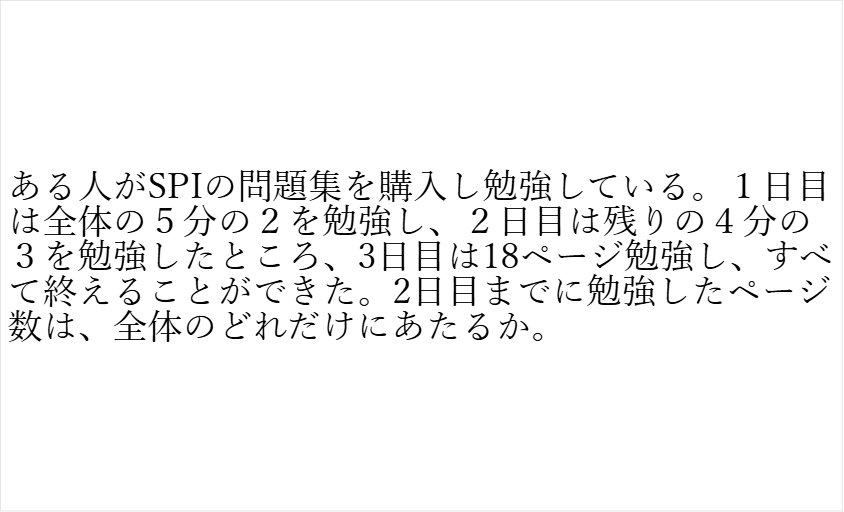 ある人がSPIの問題集を購入し勉強している。１日目
は全体の５分の２を勉強し、２日目は残りの４分の
３を勉強したところ、3日目は18ページ勉強し、すべ
て終えることができた。2日目までに勉強したページ
数は、全体のどれだけにあたるか。